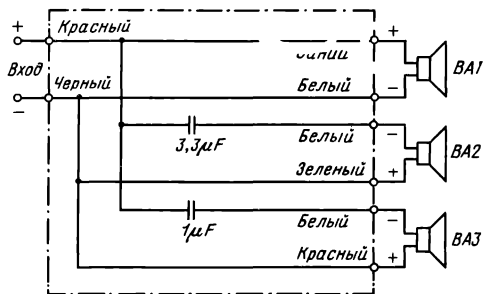 + Красный +
Вход BA1
Черный Белый −
−
Белый −
3,3µF BA2
Зеленый +
Белый −
1µF BA3
Красный +